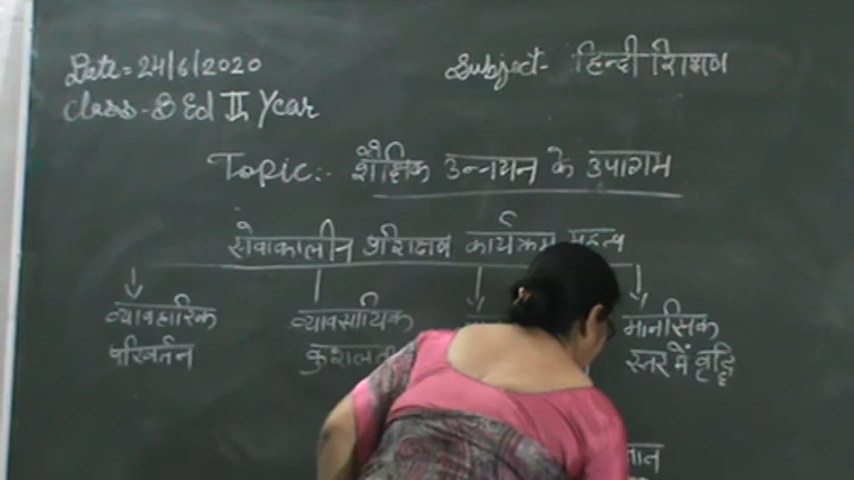 Date = 24/6/2020
Subject- हिन्दी शिक्षण
Class - B Ed II Year
Topic:- शैक्षिक उन्नयन के उपागम
सेवाकालीन प्रशिक्षण कार्यक्रम महत्व
व्यावहारिक परिवर्तन
व्यावसायिक
मानसिक स्तर में वृद्धि